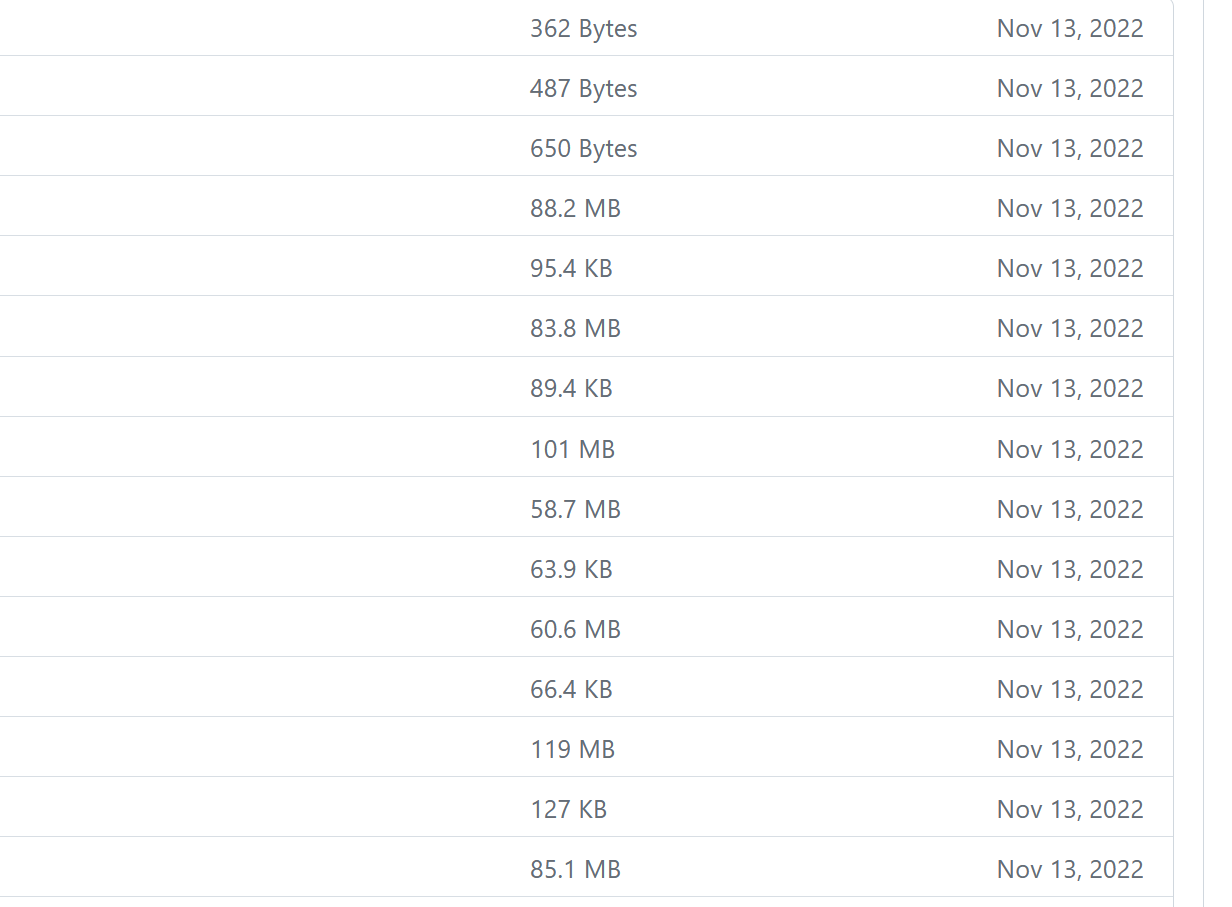 362 Bytes Nov 13, 2022
487 Bytes Nov 13, 2022
650 Bytes Nov 13, 2022
88.2 MB Nov 13, 2022
95.4 KB Nov 13, 2022
83.8 MB Nov 13, 2022
89.4 KB Nov 13, 2022
101 MB Nov 13, 2022
58.7 MB Nov 13, 2022
63.9 KB Nov 13, 2022
60.6 MB Nov 13, 2022
66.4 KB Nov 13, 2022
119 MB Nov 13, 2022
127 KB Nov 13, 2022
85.1 MB Nov 13, 2022